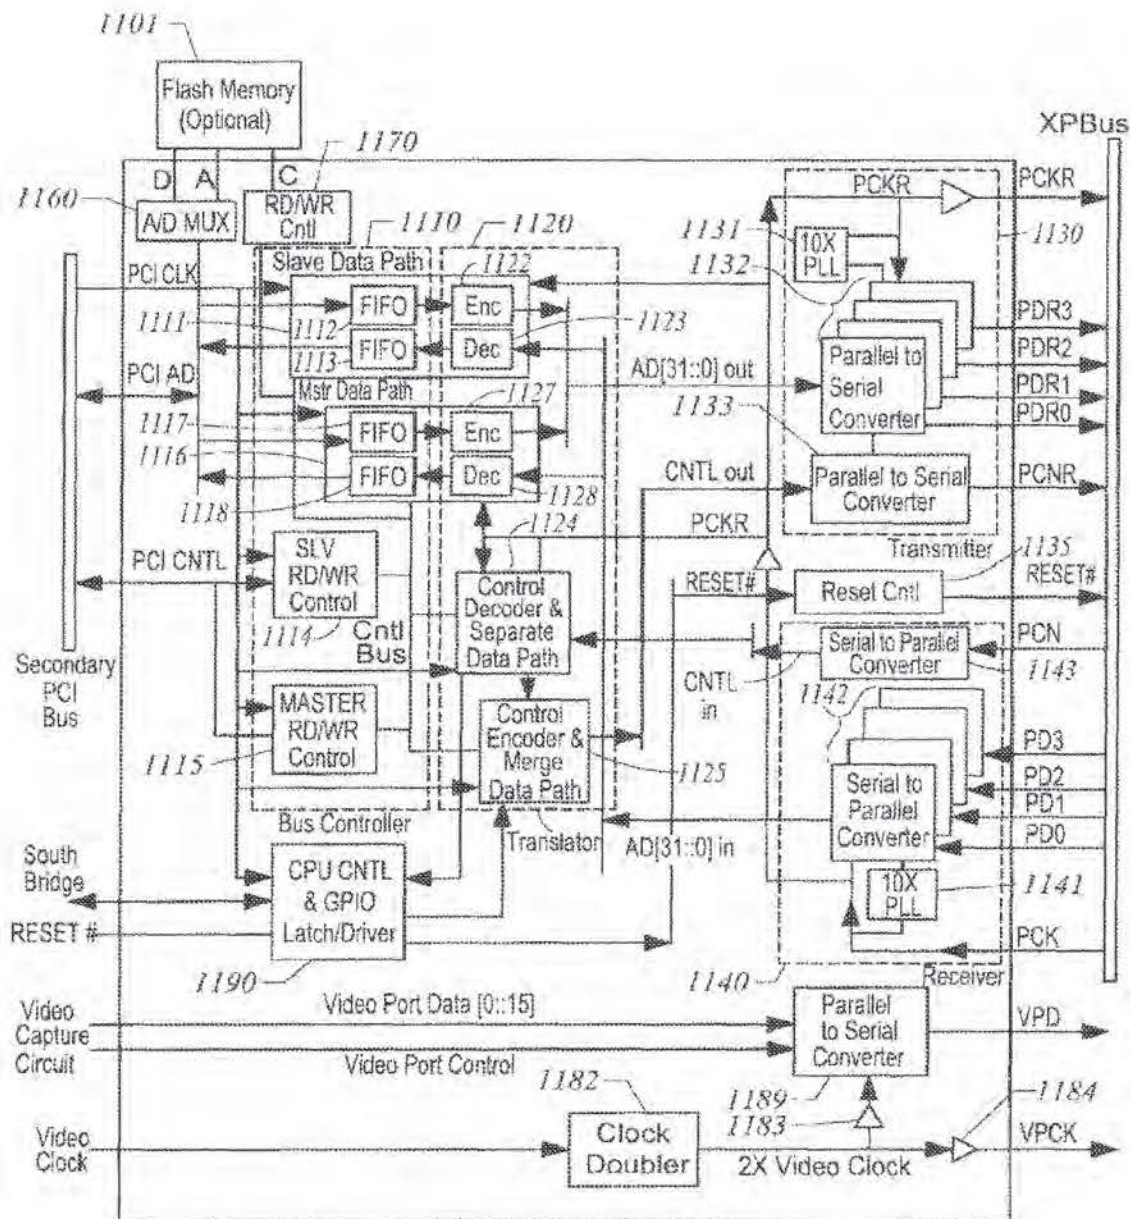 1101
Flash Memory
(Optional)
XPBus
D
A
C
1170
1160
A/D MUX
RD/WR
Cntl
1110
1120
PCKR
PCKR
1130
1131
10X
PLL
1132
PCI CLK
Slave Data Path
1122
FIFO
Enc
1111
1112
1123
FIFO
Dec
1113
PDR3
PDR2
PDR1
PDR0
PCI AD
Mstr Data Path
1127
AD[31::0] out
Parallel to
Serial
Converter
1133
1117
FIFO
Enc
1116
FIFO
Dec
1118
1128
CNTL out
Parallel to Serial
Converter
PCNR
1124
PCKR
Transmitter
PCI CNTL
SLV
RD/WR
Control
1114
Control
Decoder &
Separate
Data Path
RESET#
Reset Cntl
1135
RESET#
Cntl
Bus
Serial to Parallel
Converter
PCN
1143
Secondary
PCI
Bus
CNTL
in
1142
MASTER
RD/WR
Control
1115
Control
Encoder &
Merge
Data Path
1125
PD3
PD2
PD1
PD0
Serial to
Parallel
Converter
Bus Controller
Translator
AD[31::0] in
South
Bridge
CPU CNTL
& GPIO
Latch/Driver
10X
PLL
1141
RESET #
PCK
1190
1140
Receiver
Video
Capture
Circuit
Video Port Data [0::15]
Video Port Control
Parallel
to Serial
Converter
VPD
1182
1189
1183
1184
Video
Clock
Clock
Doubler
2X Video Clock
VPCK